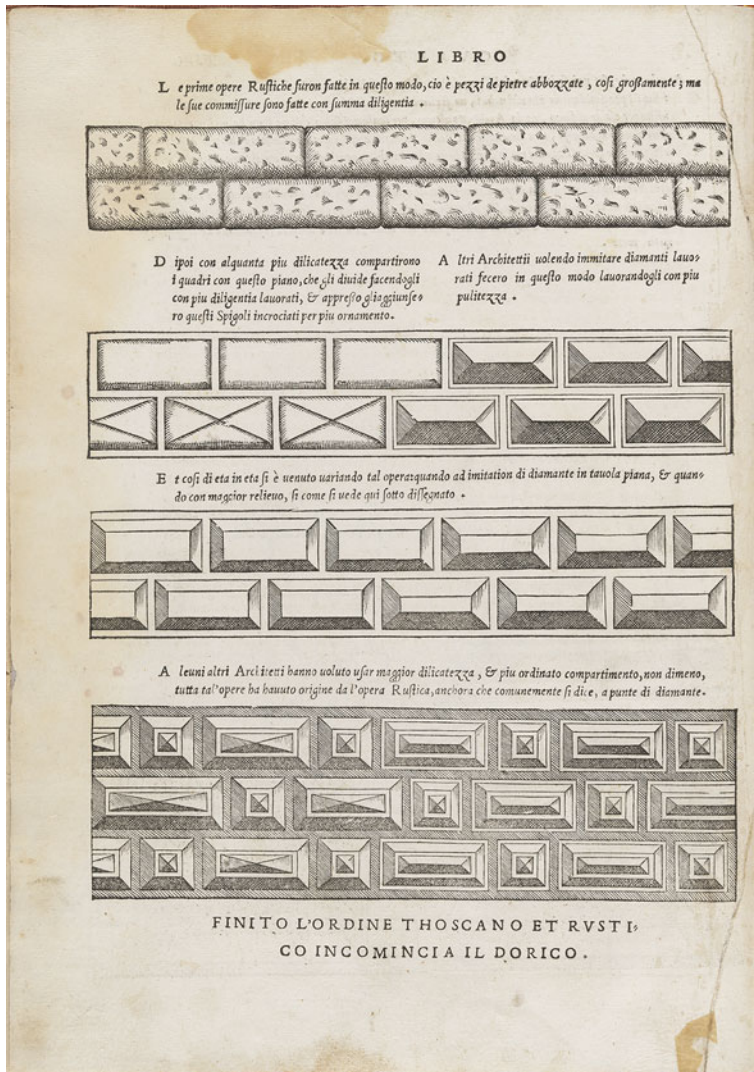 LIBRO
L e prime opere Ruſtiche furon fatte in queſto modo, cio è pezzi de pietre abbozzate, coſi groſſamente; ma
le ſue commiſſure ſono fatte con ſumma diligentia.
D ipoi con alquanta piu dilicatezza compartirono
i quadri con queſto piano, che gli diuide facendogli
con piu diligentia lauorati, & appreſſo gli aggiunſe-
ro queſti Spigoli incrociati per piu ornamento.
A ltri Architettii uolendo immitare diamanti lauo-
rati fecero in queſto modo lauorandogli con piu
pulitezza.
E t coſi di eta in eta ſi è uenuto uariando tal opera: quando ad imitation di diamante in tauola piana, & quan-
do con maggior relieuo, ſi come ſi uede qui ſotto diſſegnato.
A lcuni altri Architetti hanno uoluto uſar maggior dilicatezza, & piu ordinato compartimento, non dimeno,
tutta tal'opere ha hauuto origine da l'opera Ruſtica, anchora che comunemente ſi dice, a punte di diamante.
FINITO L'ORDINE THOSCANO ET RVSTI-
CO INCOMINCIA IL DORICO.